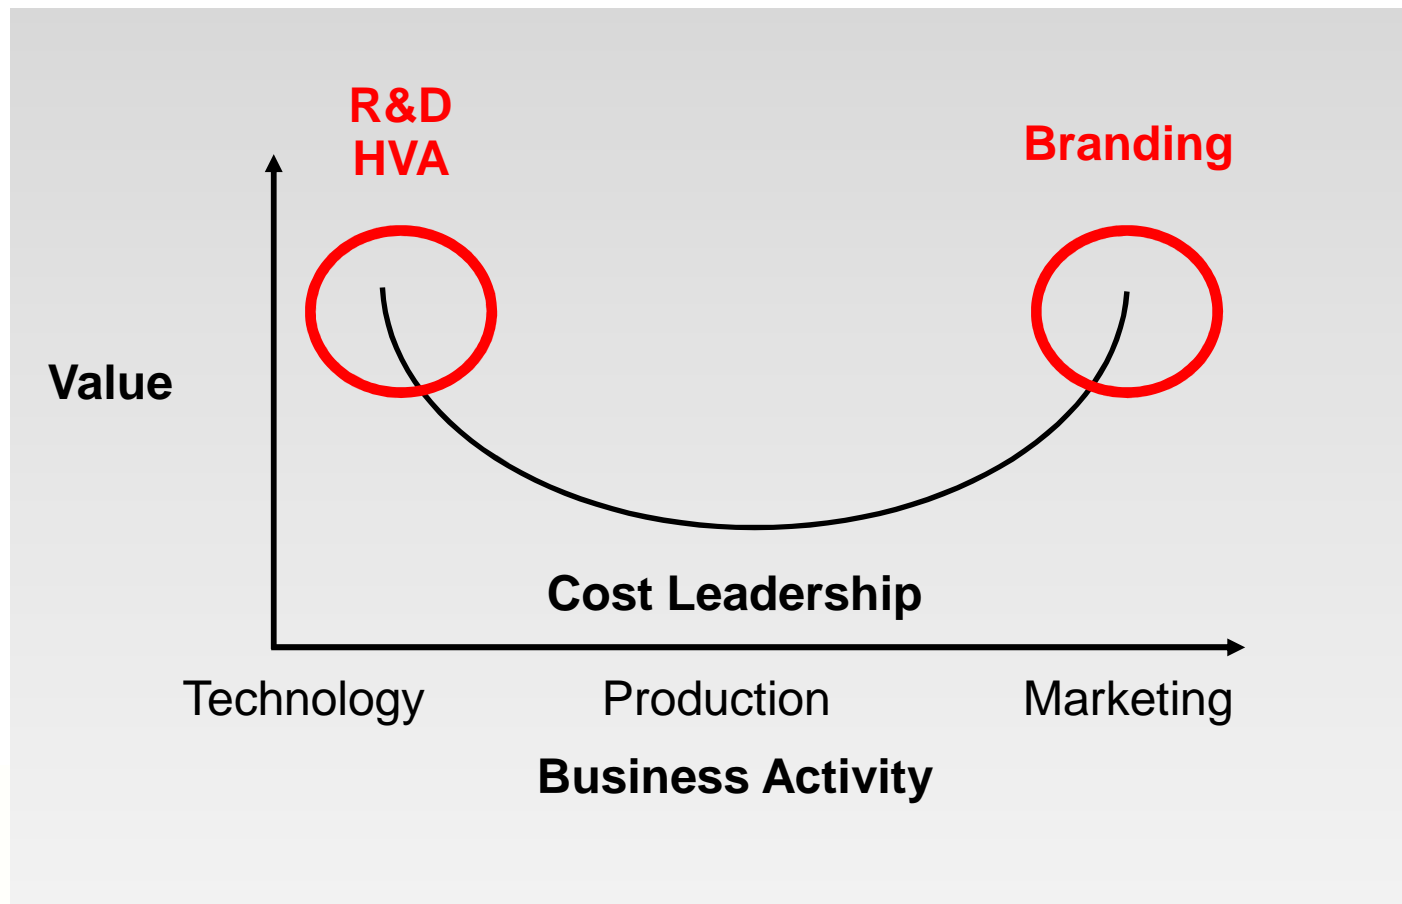 R&D
HVA
Branding
Value
Cost Leadership
Technology
Production
Marketing
Business Activity